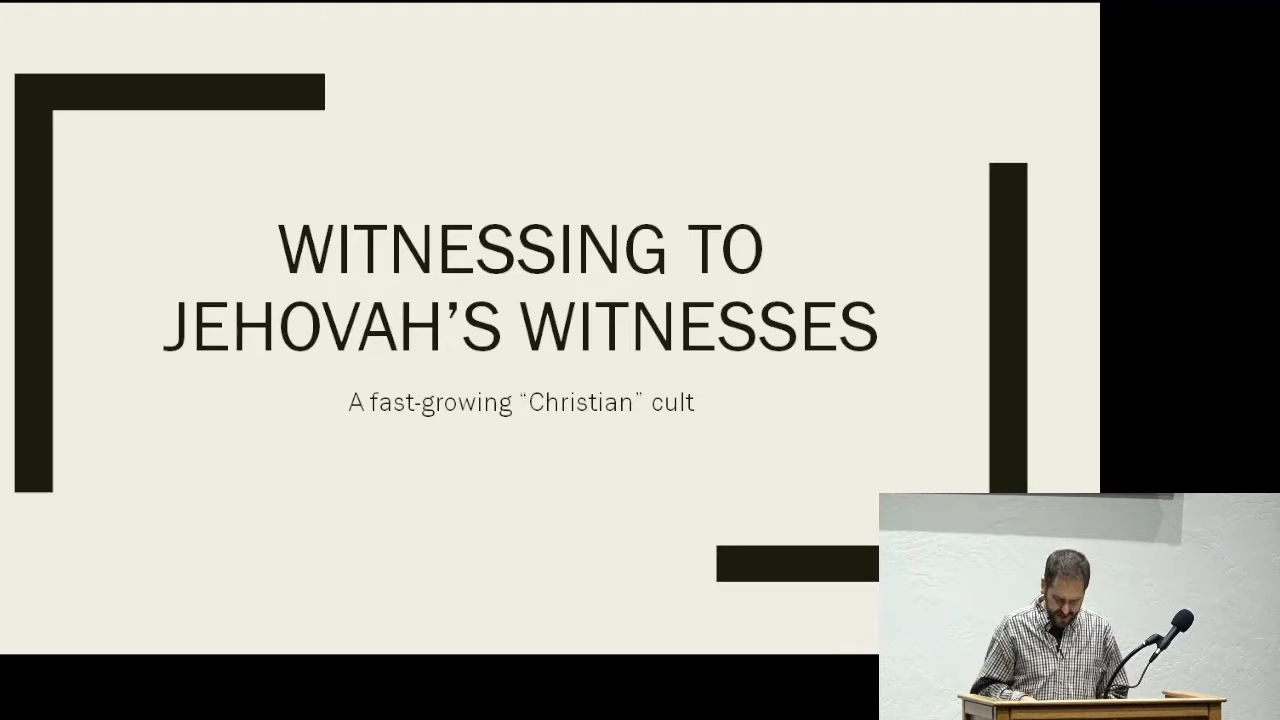 WITNESSING TO
JEHOVAH’S WITNESSES
A fast-growing “Christian” cult